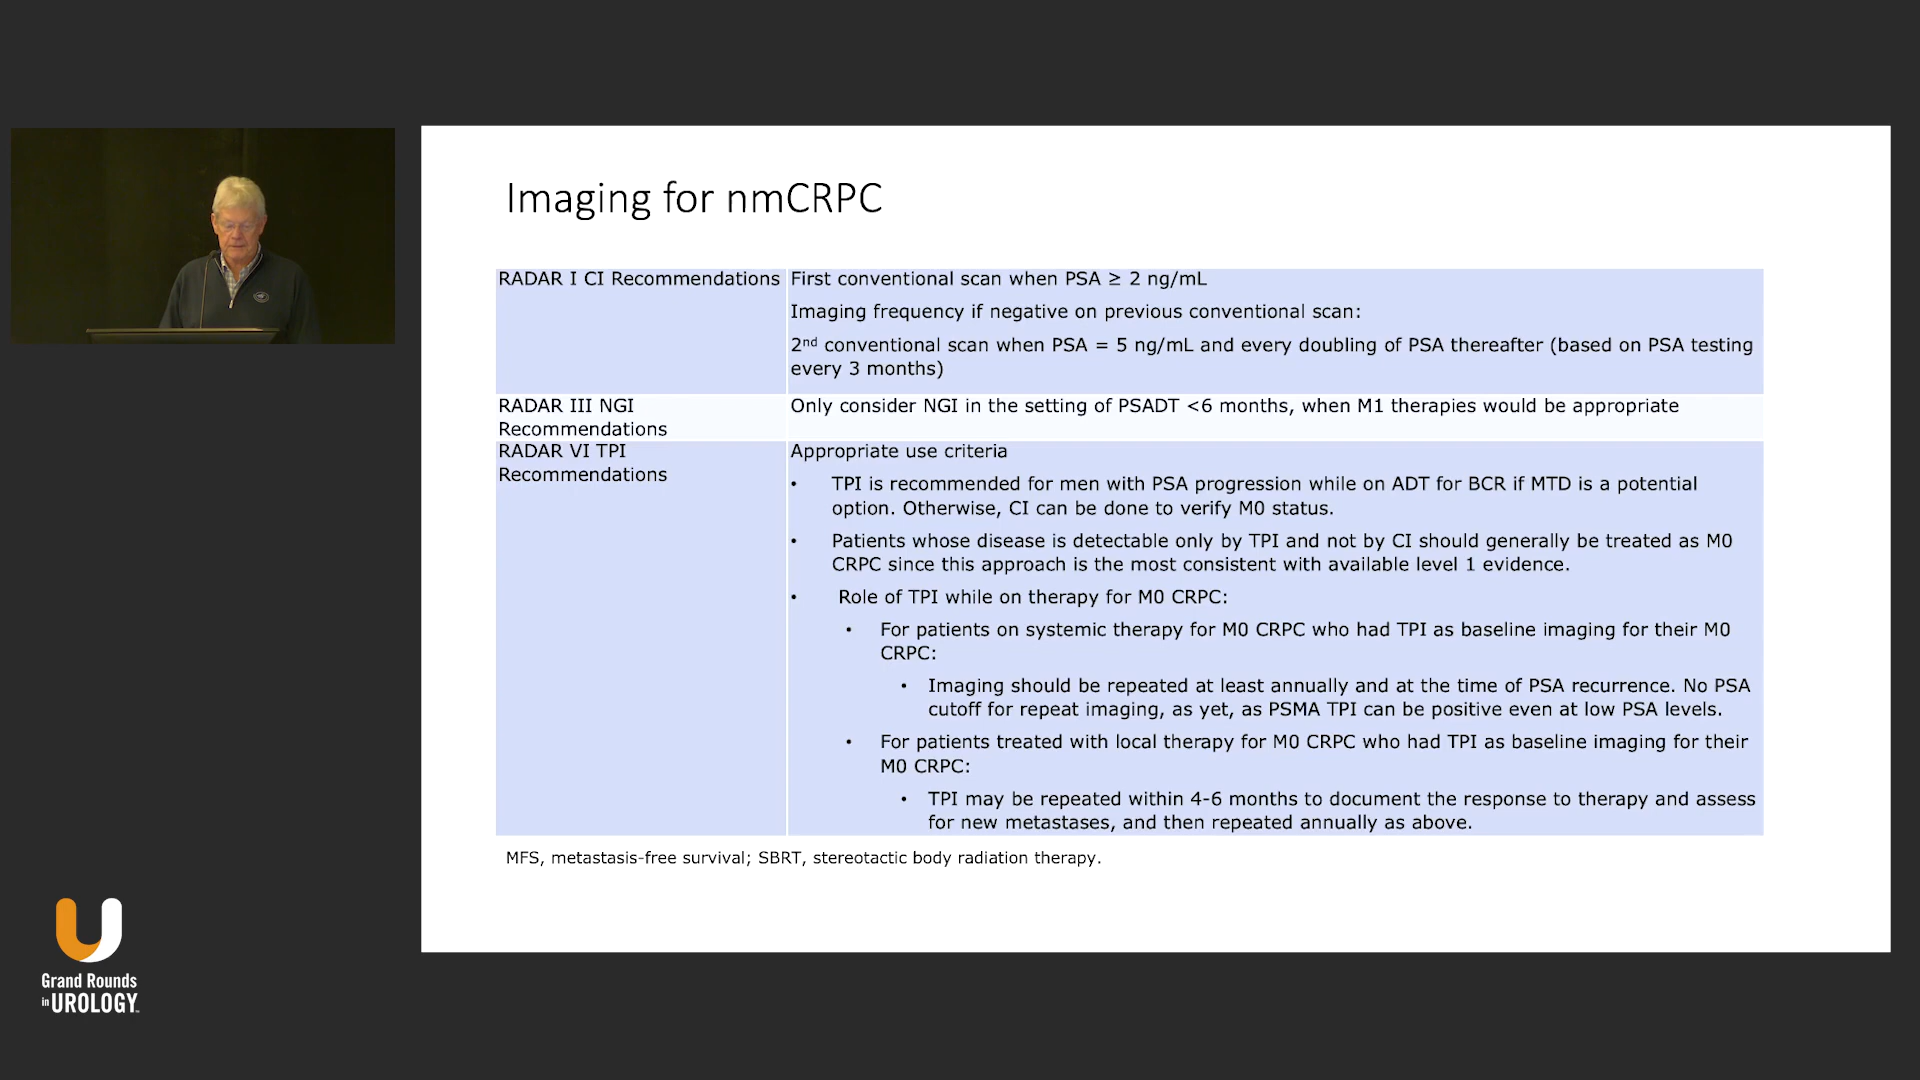 Imaging for nmCRPC
RADAR I CI Recommendations
First conventional scan when PSA ≥ 2 ng/mL
Imaging frequency if negative on previous conventional scan:
2nd conventional scan when PSA = 5 ng/mL and every doubling of PSA thereafter (based on PSA testing
every 3 months)
RADAR III NGI
Recommendations
Only consider NGI in the setting of PSADT <6 months, when M1 therapies would be appropriate
RADAR VI TPI
Recommendations
Appropriate use criteria
• TPI is recommended for men with PSA progression while on ADT for BCR if MTD is a potential
option. Otherwise, CI can be done to verify M0 status.
• Patients whose disease is detectable only by TPI and not by CI should generally be treated as M0
CRPC since this approach is the most consistent with available level 1 evidence.
• Role of TPI while on therapy for M0 CRPC:
• For patients on systemic therapy for M0 CRPC who had TPI as baseline imaging for their M0
CRPC:
• Imaging should be repeated at least annually and at the time of PSA recurrence. No PSA
cutoff for repeat imaging, as yet, as PSMA TPI can be positive even at low PSA levels.
• For patients treated with local therapy for M0 CRPC who had TPI as baseline imaging for their
M0 CRPC:
• TPI may be repeated within 4-6 months to document the response to therapy and assess
for new metastases, and then repeated annually as above.
MFS, metastasis-free survival; SBRT, stereotactic body radiation therapy.
Grand Rounds
in UROLOGY